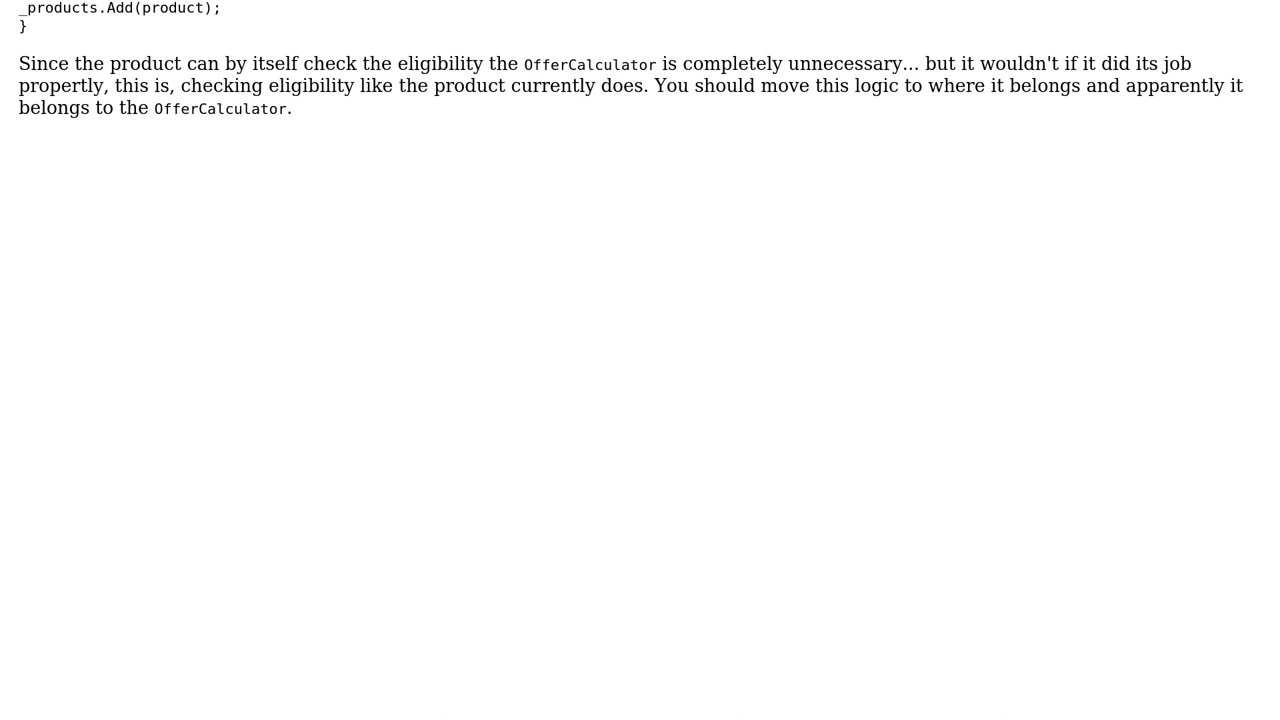 _products.Add(product);
}
Since the product can by itself check the eligibility the OfferCalculator is completely unnecessary... but it wouldn't if it did its job
propertly, this is, checking eligibility like the product currently does. You should move this logic to where it belongs and apparently it
belongs to the OfferCalculator.